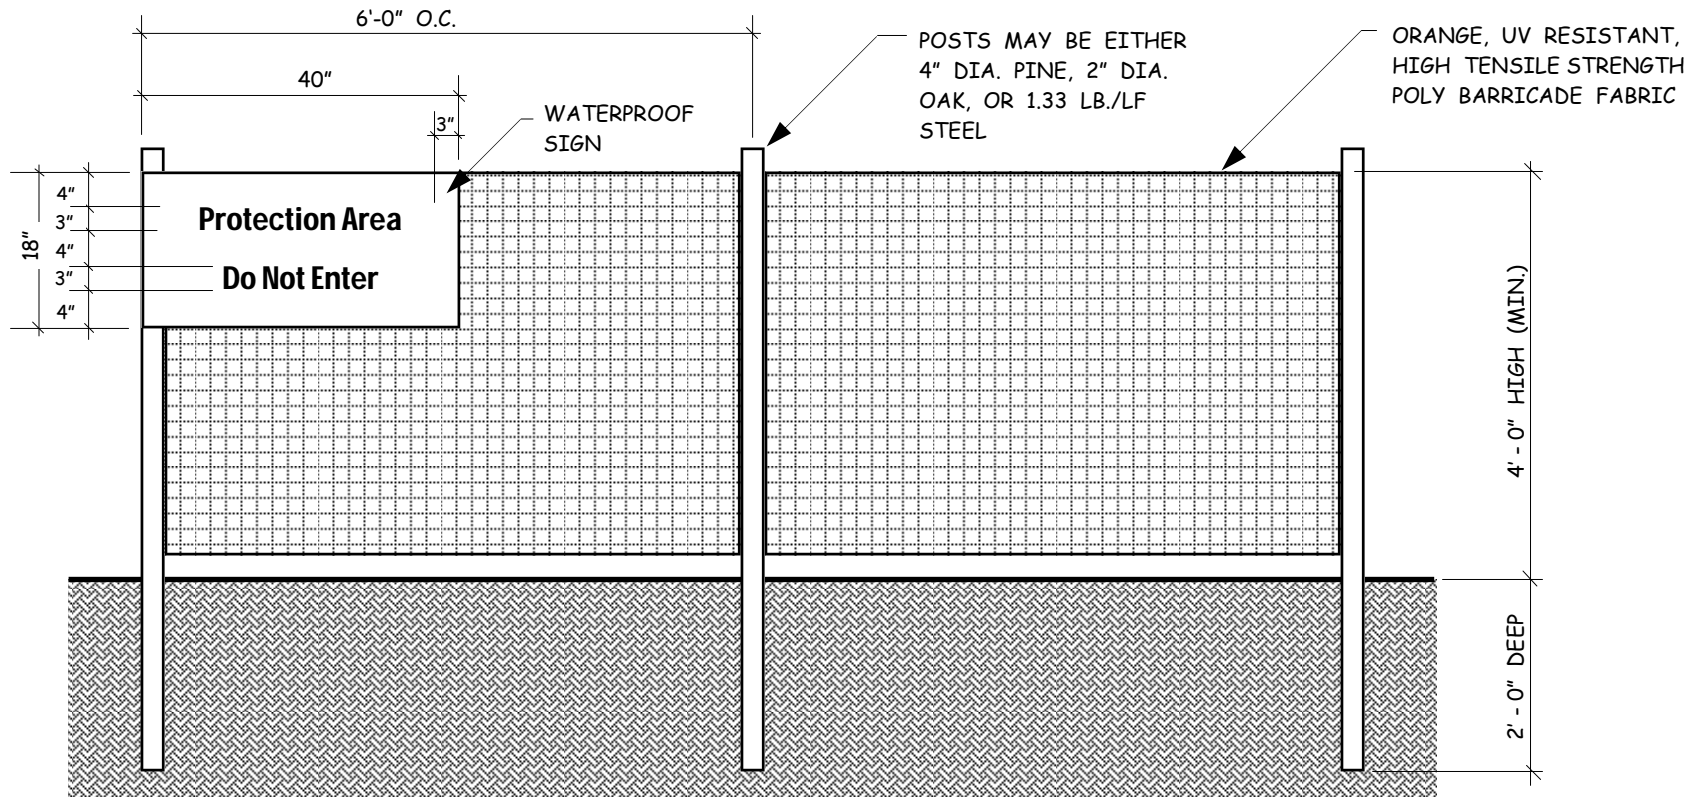 6'-0" O.C.
40"
3"
WATERPROOF
SIGN
POSTS MAY BE EITHER
4" DIA. PINE, 2" DIA.
OAK, OR 1.33 LB./LF
STEEL
ORANGE, UV RESISTANT,
HIGH TENSILE STRENGTH
POLY BARRICADE FABRIC
18"
4"
3"
4"
3"
4"
Protection Area
Do Not Enter
4' - 0" HIGH (MIN.)
2' - 0" DEEP